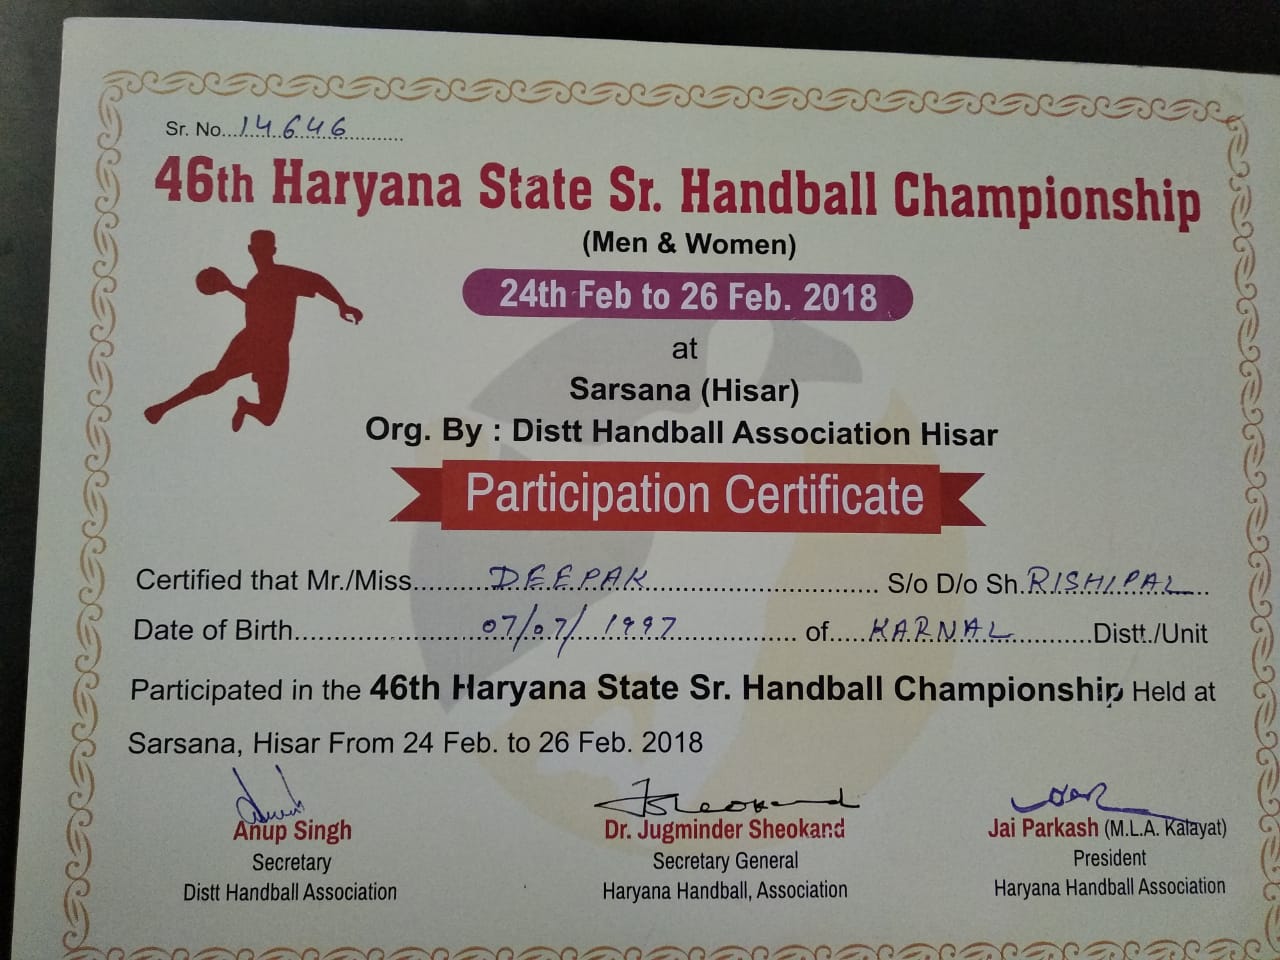 Sr. No...14646..............
46th Haryana State Sr. Handball Championship
(Men & Women)
24th Feb to 26 Feb. 2018
at
Sarsana (Hisar)
Org. By : Distt Handball Association Hisar
Participation Certificate
Certified that Mr./Miss..........DEEPAK.............................. S/o D/o Sh.RISHIPAL..
Date of Birth.........................07/07/1997................ of.....KARNAL...........Distt./Unit
Participated in the 46th Haryana State Sr. Handball Championship Held at
Sarsana, Hisar From 24 Feb. to 26 Feb. 2018
Sheokand
Anup Singh Dr. Jugminder Sheokand Jai Parkash (M.L.A. Kalayat)
Secretary Secretary General President
Distt Handball Association Haryana Handball, Association Haryana Handball Association